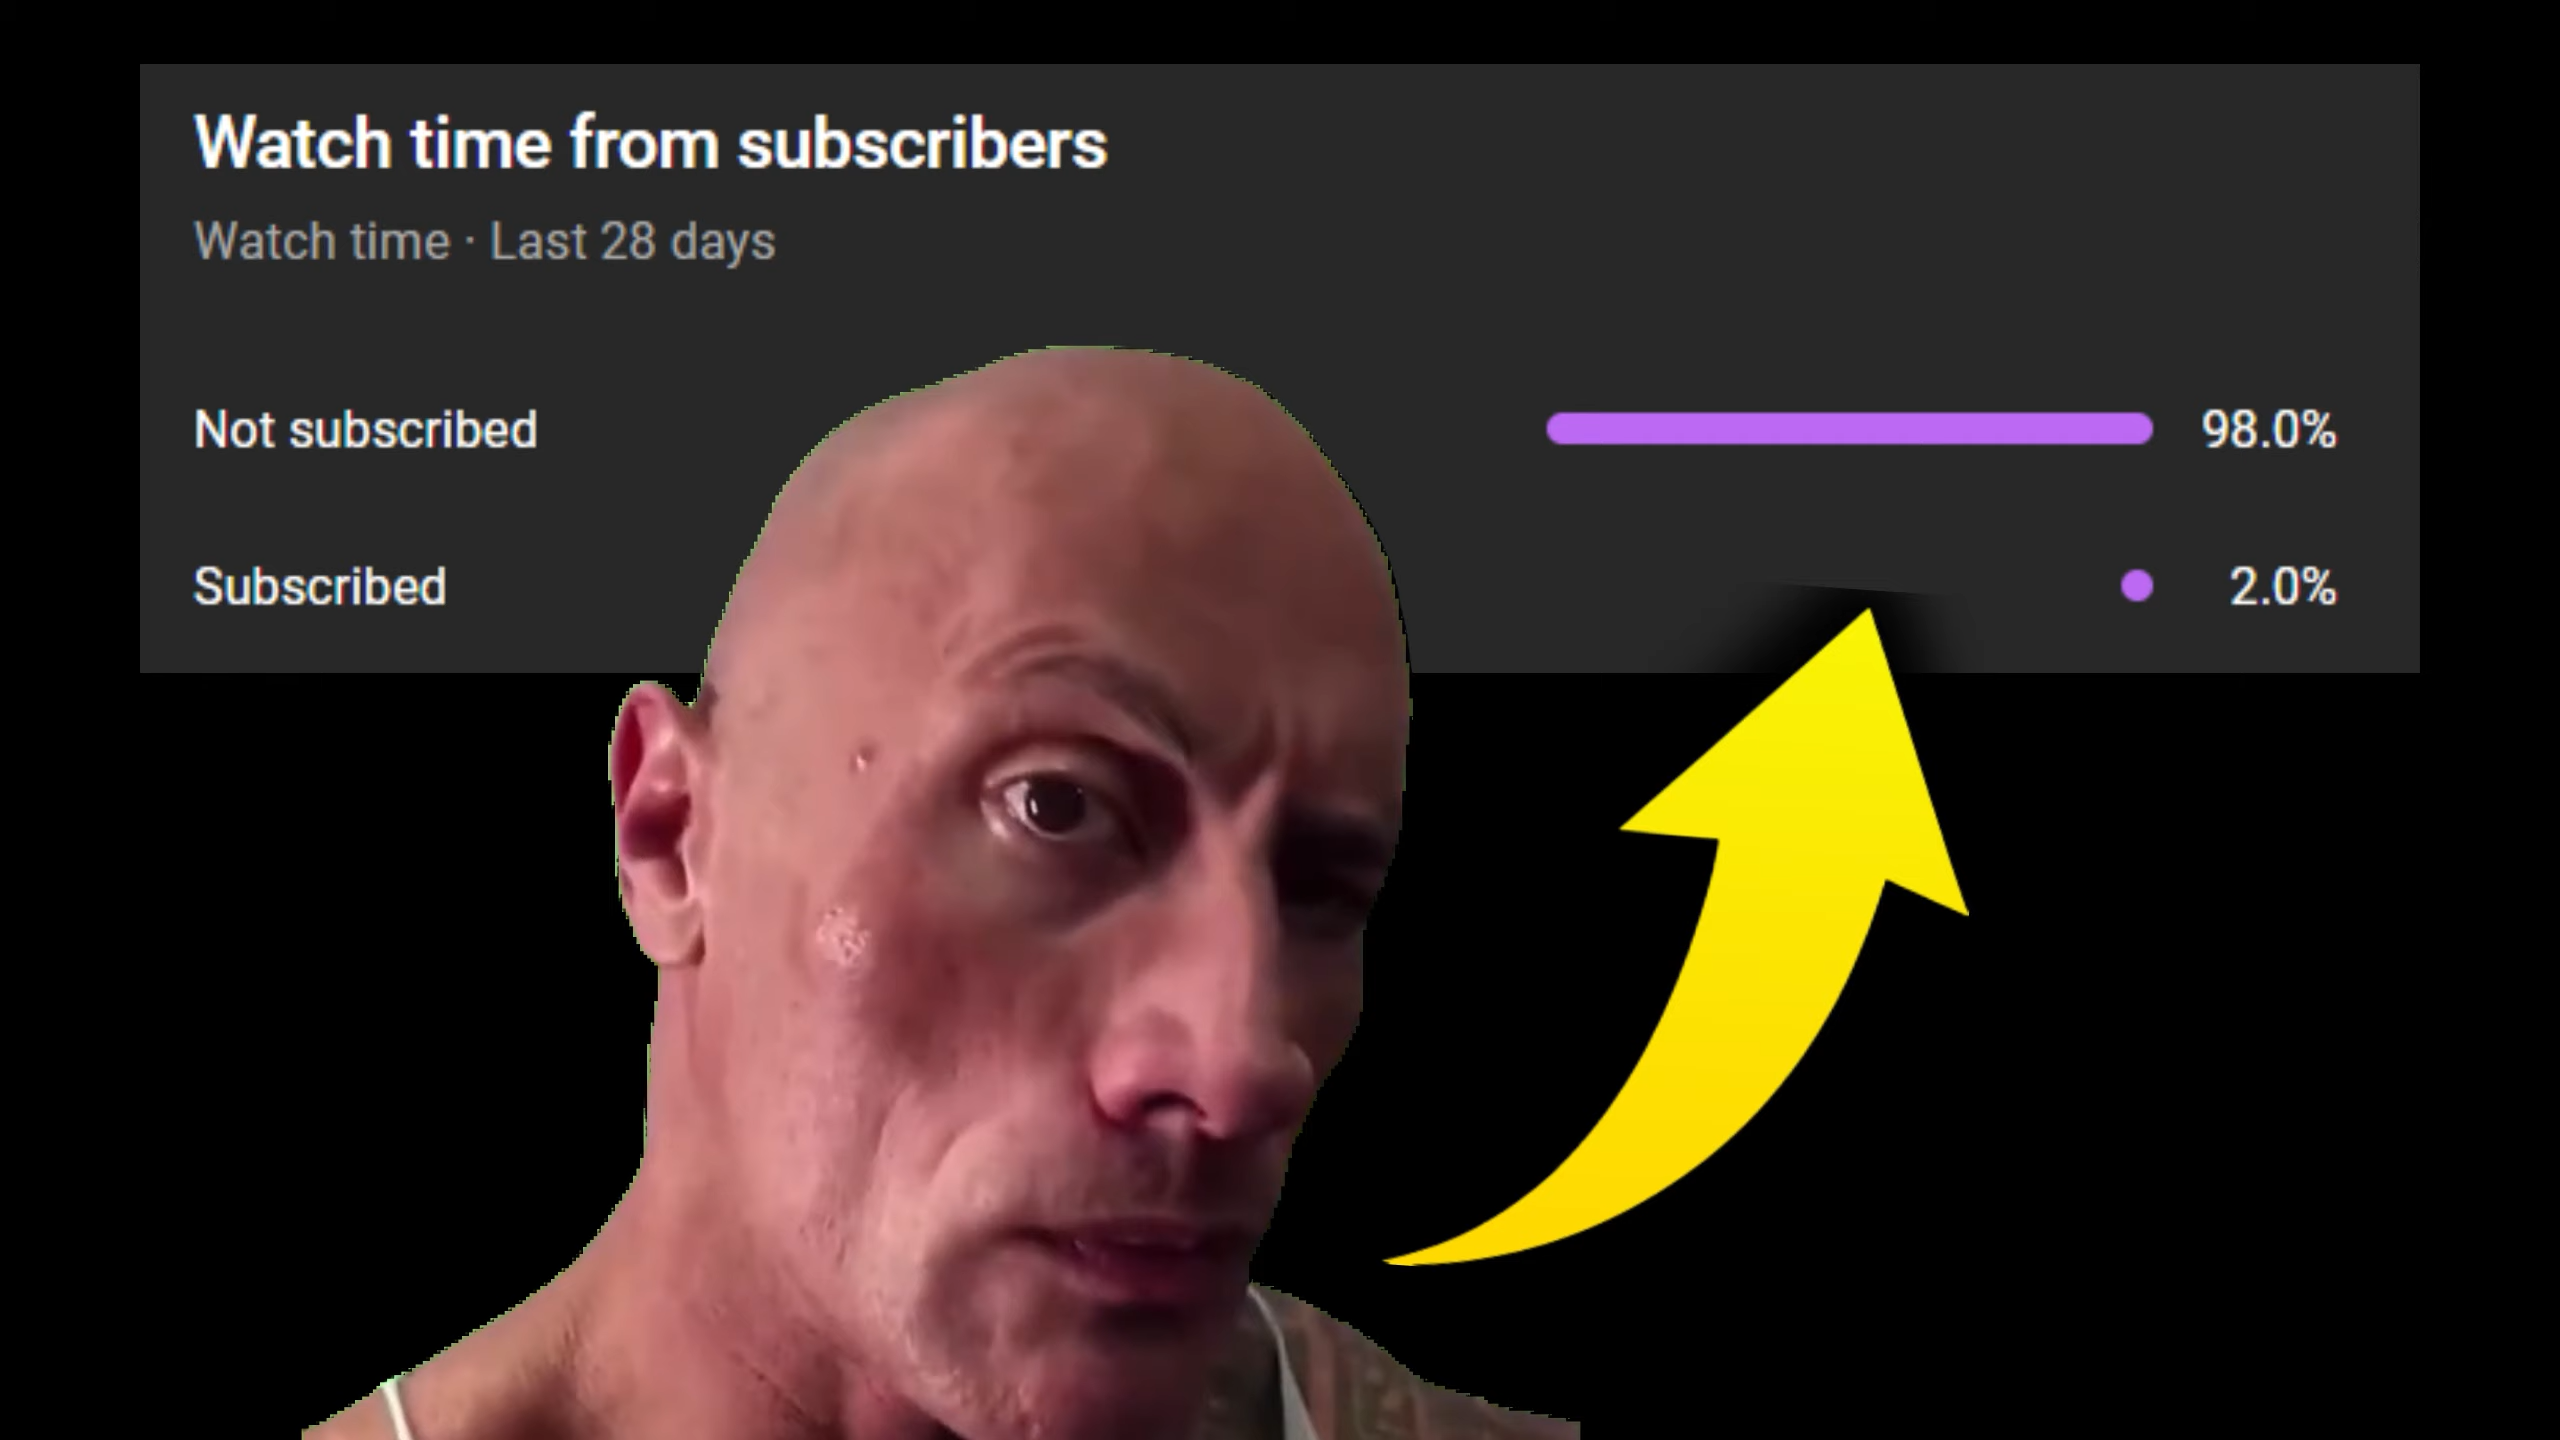 Watch time from subscribers
Watch time · Last 28 days
Not subscribed 98.0%
Subscribed 2.0%